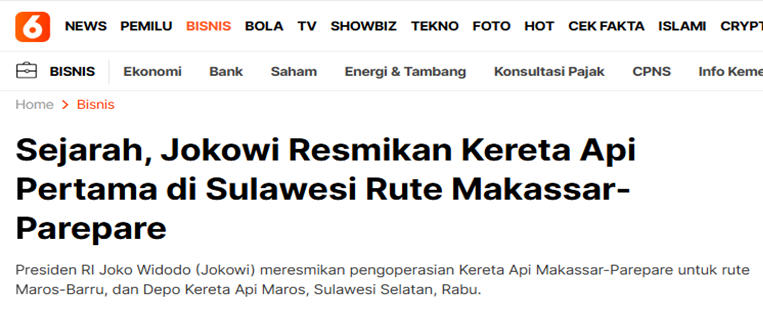 6 NEWS PEMILU BISNIS BOLA TV SHOWBIZ TEKNO FOTO HOT CEK FAKTA ISLAMI CRYPT
BISNIS Ekonomi Bank Saham Energi & Tambang Konsultasi Pajak CPNS Info Keme
Home > Bisnis
Sejarah, Jokowi Resmikan Kereta Api
Pertama di Sulawesi Rute Makassar-
Parepare
Presiden RI Joko Widodo (Jokowi) meresmikan pengoperasian Kereta Api Makassar-Parepare untuk rute
Maros-Barru, dan Depo Kereta Api Maros, Sulawesi Selatan, Rabu.